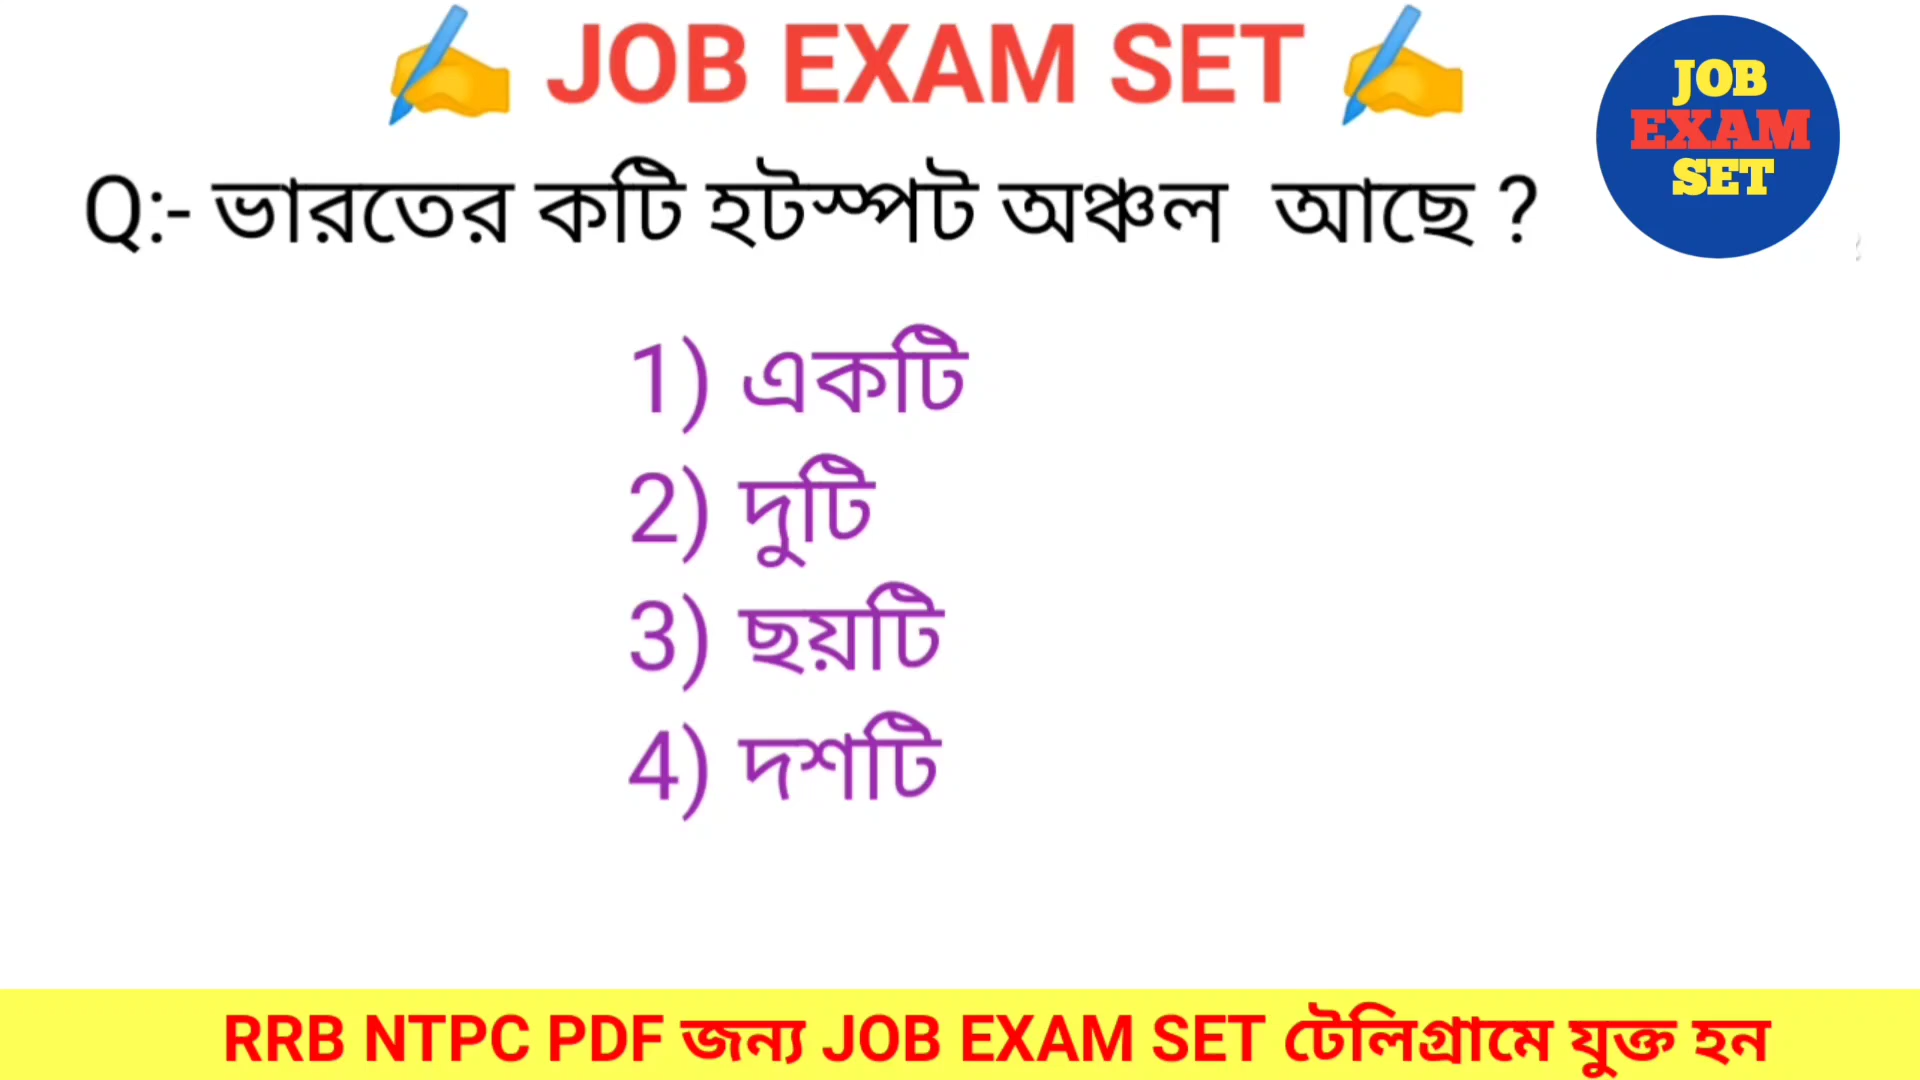 ✍️ JOB EXAM SET ✍️
JOB
EXAM
SET
Q:- ভারতের কটি হটস্পট অঞ্চল আছে ?
1) একটি
2) দুটি
3) ছয়টি
4) দশটি
RRB NTPC PDF জন্য JOB EXAM SET টেলিগ্রামে যুক্ত হন